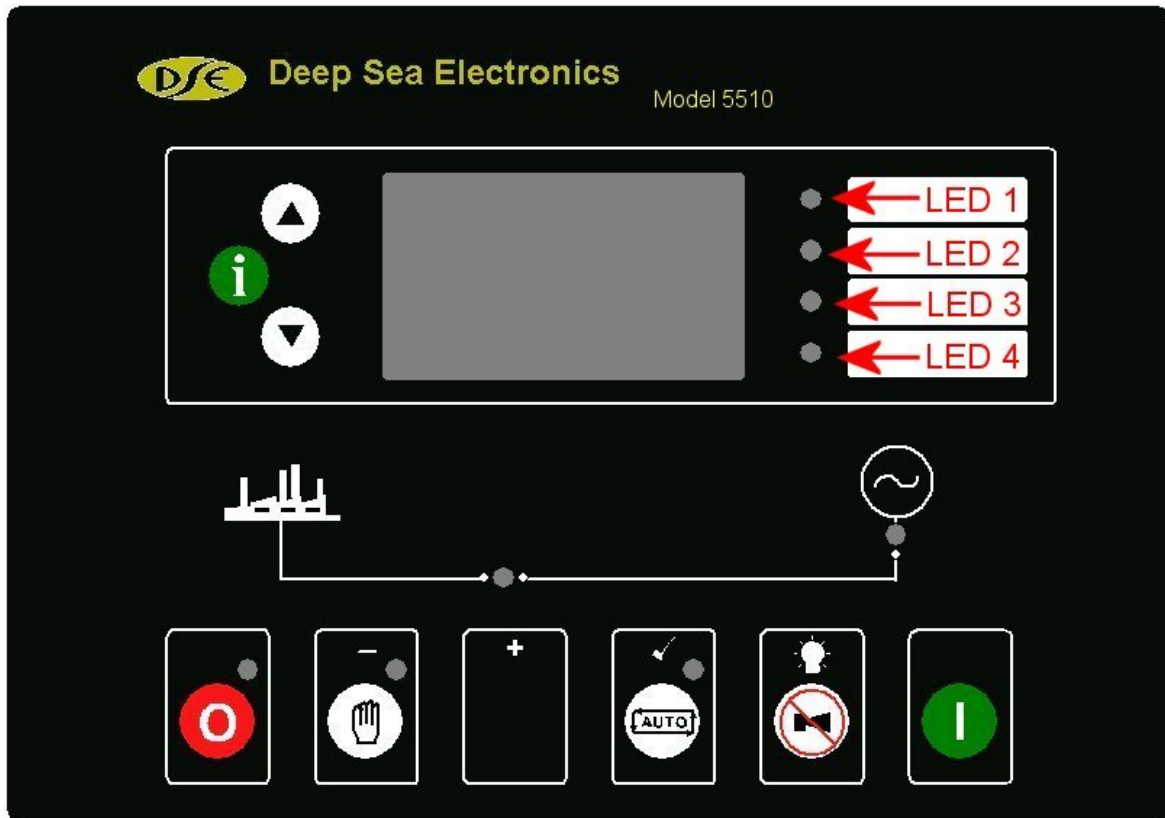 DSE
Deep Sea Electronics
Model 5510
LED 1
i
LED 2
LED 3
LED 4
−
+
✓
O
AUTO
I